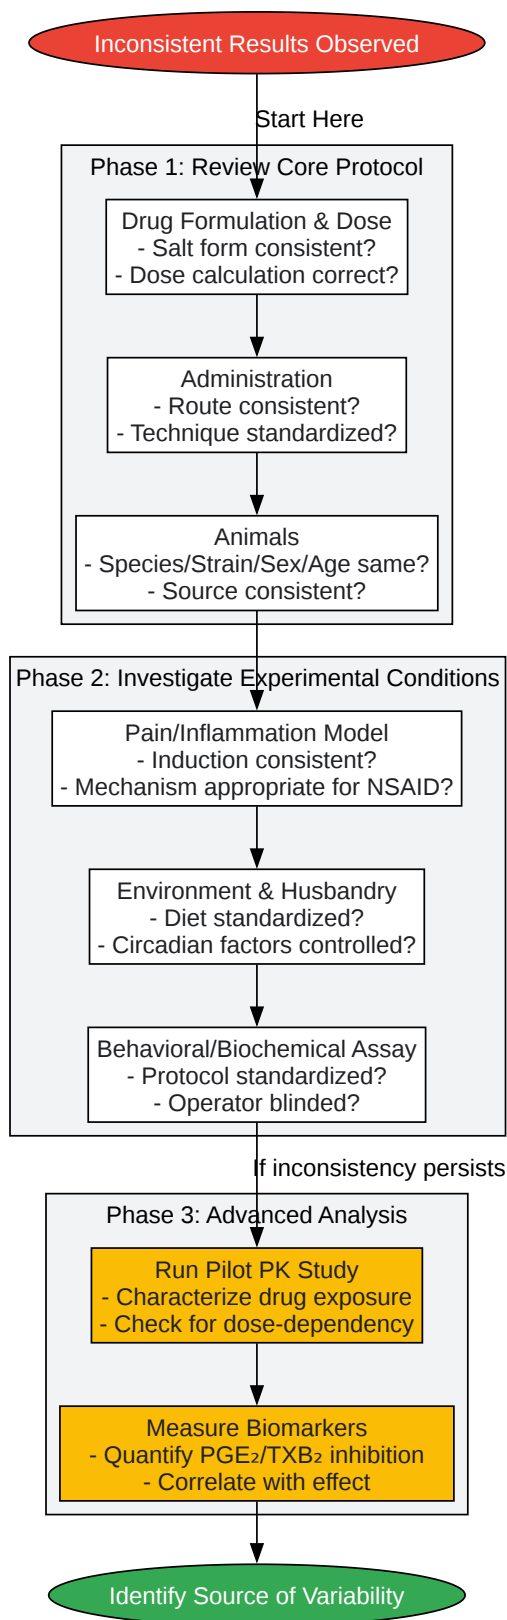 Inconsistent Results Observed
Start Here
Phase 1: Review Core Protocol
Drug Formulation & Dose
- Salt form consistent?
- Dose calculation correct?
Administration
- Route consistent?
- Technique standardized?
Animals
- Species/Strain/Sex/Age same?
- Source consistent?
Phase 2: Investigate Experimental Conditions
Pain/Inflammation Model
- Induction consistent?
- Mechanism appropriate for NSAID?
Environment & Husbandry
- Diet standardized?
- Circadian factors controlled?
Behavioral/Biochemical Assay
- Protocol standardized?
- Operator blinded?
If inconsistency persists
Phase 3: Advanced Analysis
Run Pilot PK Study
- Characterize drug exposure
- Check for dose-dependency
Measure Biomarkers
- Quantify PGE₂/TXB₂ inhibition
- Correlate with effect
Identify Source of Variability